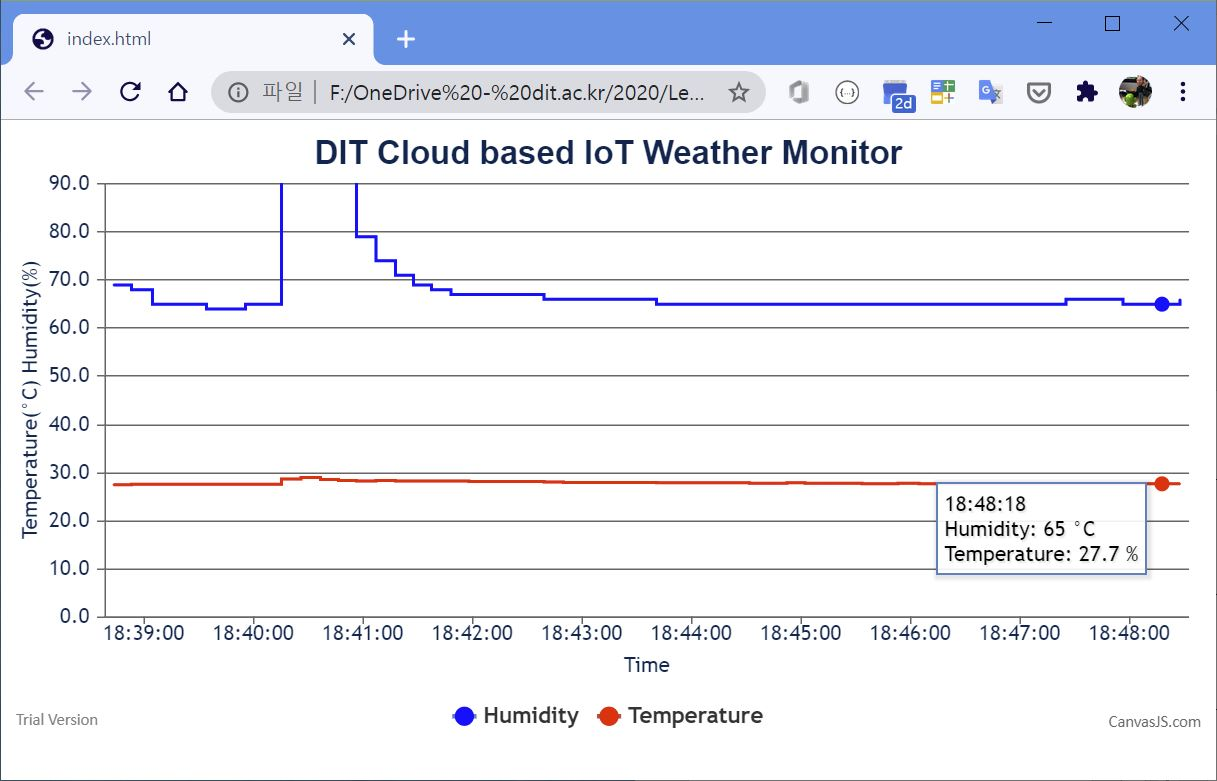 index.html
파일 F:/OneDrive%20-%20dit.ac.kr/2020/Le...
2d
DIT Cloud based IoT Weather Monitor
Temperature(°C) Humidity(%)
90.0
80.0
70.0
60.0
50.0
40.0
30.0
20.0
10.0
0.0
18:48:18
Humidity: 65 °C
Temperature: 27.7 %
18:39:00 18:40:00 18:41:00 18:42:00 18:43:00 18:44:00 18:45:00 18:46:00 18:47:00 18:48:00
Time
Humidity Temperature
Trial Version
CanvasJS.com